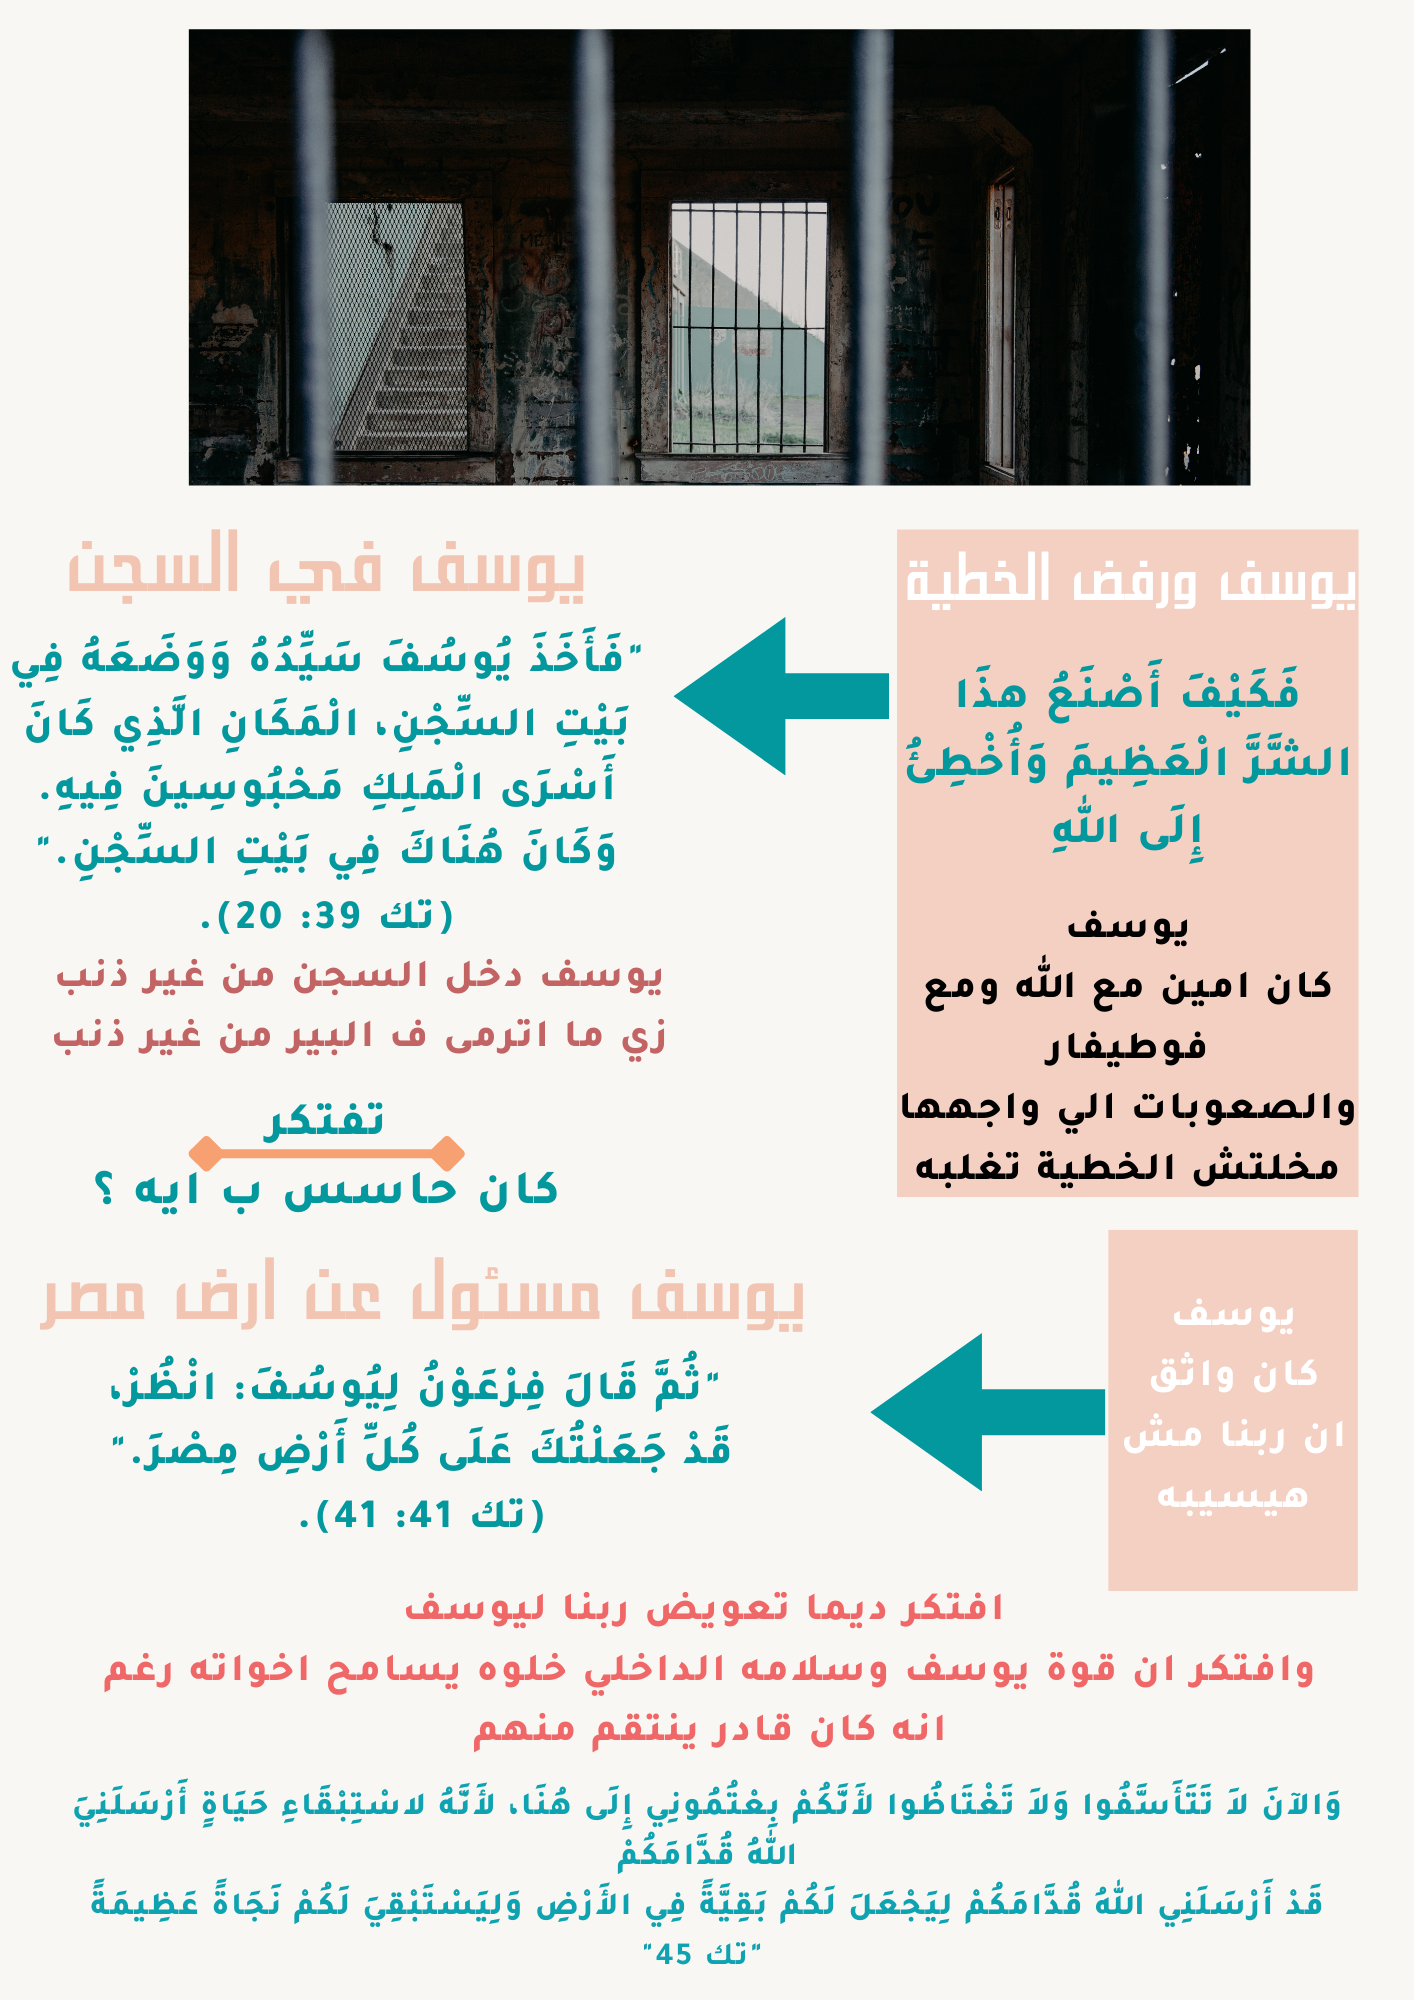 يوسف ورفض الخطية
فَكَيْفَ أَصْنَعُ هذَا
الشَّرَّ الْعَظِيمَ وَأُخْطِئُ
إِلَى اللهِ
يوسف
كان امين مع الله ومع
فوطيفار
والصعوبات الي واجهها
مخلتش الخطية تغلبه
يوسف في السجن
"فَأَخَذَ يُوسُفَ سَيِّدُهُ وَوَضَعَهُ فِي
بَيْتِ السِّجْنِ، الْمَكَانِ الَّذِي كَانَ
أَسْرَى الْمَلِكِ مَحْبُوسِينَ فِيهِ.
وَكَانَ هُنَاكَ فِي بَيْتِ السِّجْنِ."
(تك 39: 20).
يوسف دخل السجن من غير ذنب
زي ما اترمى ف البير من غير ذنب
تفتكر
كان حاسس ب ايه ؟
يوسف
كان واثق
ان ربنا مش
هيسيبه
يوسف مسئول عن ارض مصر
"ثُمَّ قَالَ فِرْعَوْنُ لِيُوسُفَ: انْظُرْ،
قَدْ جَعَلْتُكَ عَلَى كُلِّ أَرْضِ مِصْرَ."
(تك 41: 41).
افتكر ديما تعويض ربنا ليوسف
وافتكر ان قوة يوسف وسلامه الداخلي خلوه يسامح اخواته رغم
انه كان قادر ينتقم منهم
وَالآنَ لاَ تَتَأَسَّفُوا وَلاَ تَغْتَاظُوا لأَنَّكُمْ بِعْتُمُونِي إِلَى هُنَا، لأَنَّهُ لاسْتِبْقَاءِ حَيَاةٍ أَرْسَلَنِيَ
اللهُ قُدَّامَكُمْ
قَدْ أَرْسَلَنِي اللهُ قُدَّامَكُمْ لِيَجْعَلَ لَكُمْ بَقِيَّةً فِي الأَرْضِ وَلِيَسْتَبْقِيَ لَكُمْ نَجَاةً عَظِيمَةً
"تك 45"